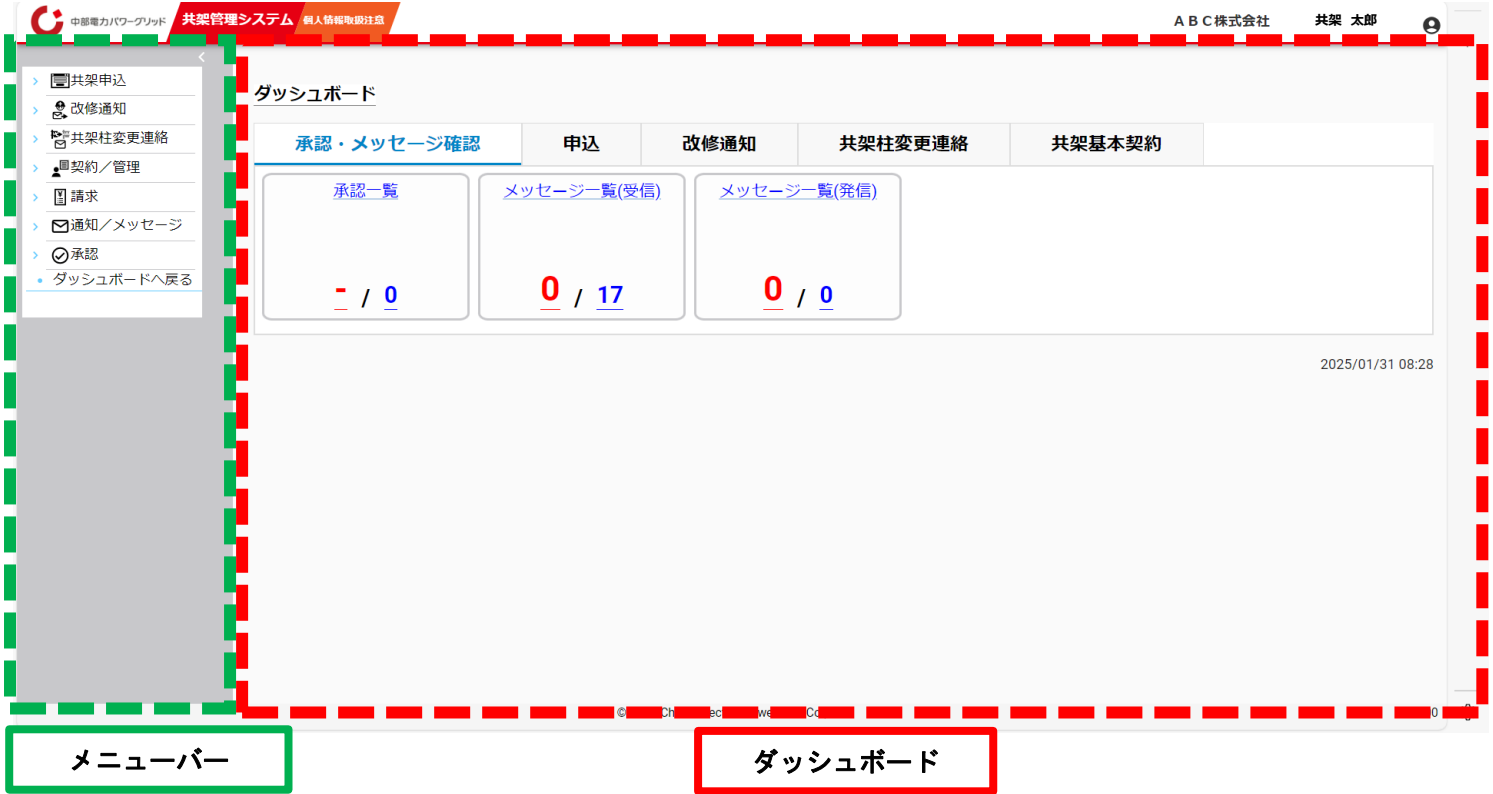 中部電力パワーグリッド 共架管理システム 個人情報取扱注意 ABC株式会社 共架 太郎
共架申込
改修通知
共架柱変更連絡
契約/管理
請求
通知/メッセージ
承認
ダッシュボードへ戻る
ダッシュボード
承認・メッセージ確認 申込 改修通知 共架柱変更連絡 共架基本契約
承認一覧 メッセージ一覧(受信) メッセージ一覧(発信)
- / 0 0 / 17 0 / 0
2025/01/31 08:28
©
メニューバー ダッシュボード